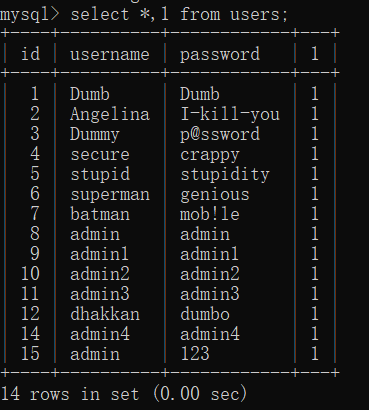 mysql> select *,1 from users;
+----+----------+------------+---+
| id | username | password   | 1 |
+----+----------+------------+---+
|  1 | Dumb     | Dumb       | 1 |
|  2 | Angelina | I-kill-you | 1 |
|  3 | Dummy    | p@ssword   | 1 |
|  4 | secure   | crappy     | 1 |
|  5 | stupid   | stupidity  | 1 |
|  6 | superman | genious    | 1 |
|  7 | batman   | mob!le     | 1 |
|  8 | admin    | admin      | 1 |
|  9 | admin1   | admin1     | 1 |
| 10 | admin2   | admin2     | 1 |
| 11 | admin3   | admin3     | 1 |
| 12 | dhakkan  | dumbo      | 1 |
| 14 | admin4   | admin4     | 1 |
| 15 | admin    | 123        | 1 |
+----+----------+------------+---+
14 rows in set (0.00 sec)